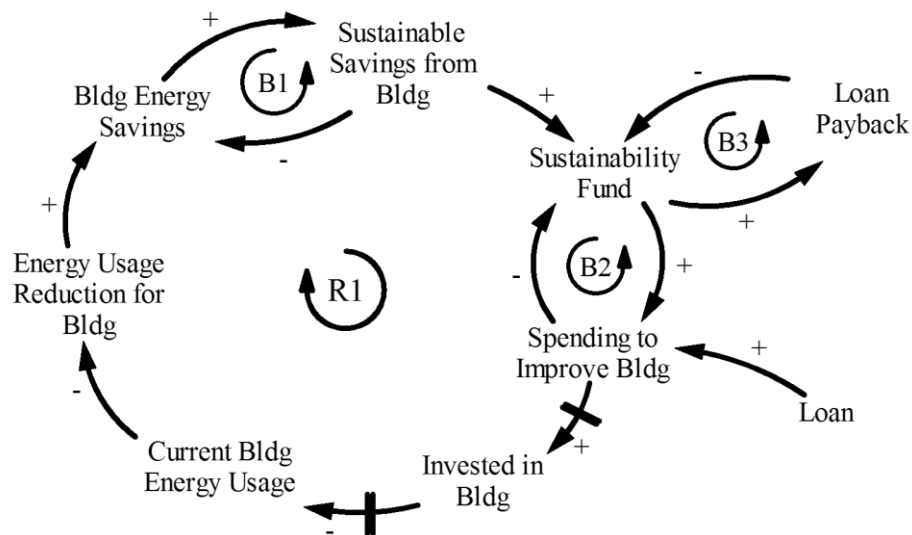 +
Sustainable
Savings from
Bldg
B1
Bldg Energy
Savings
-
+
-
Loan
Payback
B3
Sustainability
Fund
+
+
Energy Usage
Reduction for
Bldg
R1
-
B2
+
Spending to
Improve Bldg
+
Loan
-
+
Current Bldg
Energy Usage
Invested in
Bldg
-